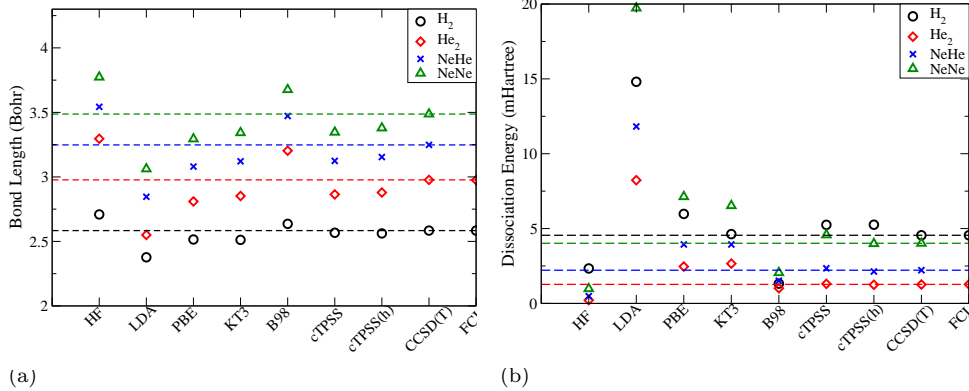 H2
He2
NeHe
NeNe
4
3.5
3
2.5
2
Bond Length (Bohr)
HF
LDA
PBE
KT3
B98
cTPSS
cTPSS(h)
CCSD(T)
FCI
(a)
H2
He2
NeHe
NeNe
20
15
10
5
0
Dissociation Energy (mHartree)
HF
LDA
PBE
KT3
B98
cTPSS
cTPSS(h)
CCSD(T)
FCI
(b)